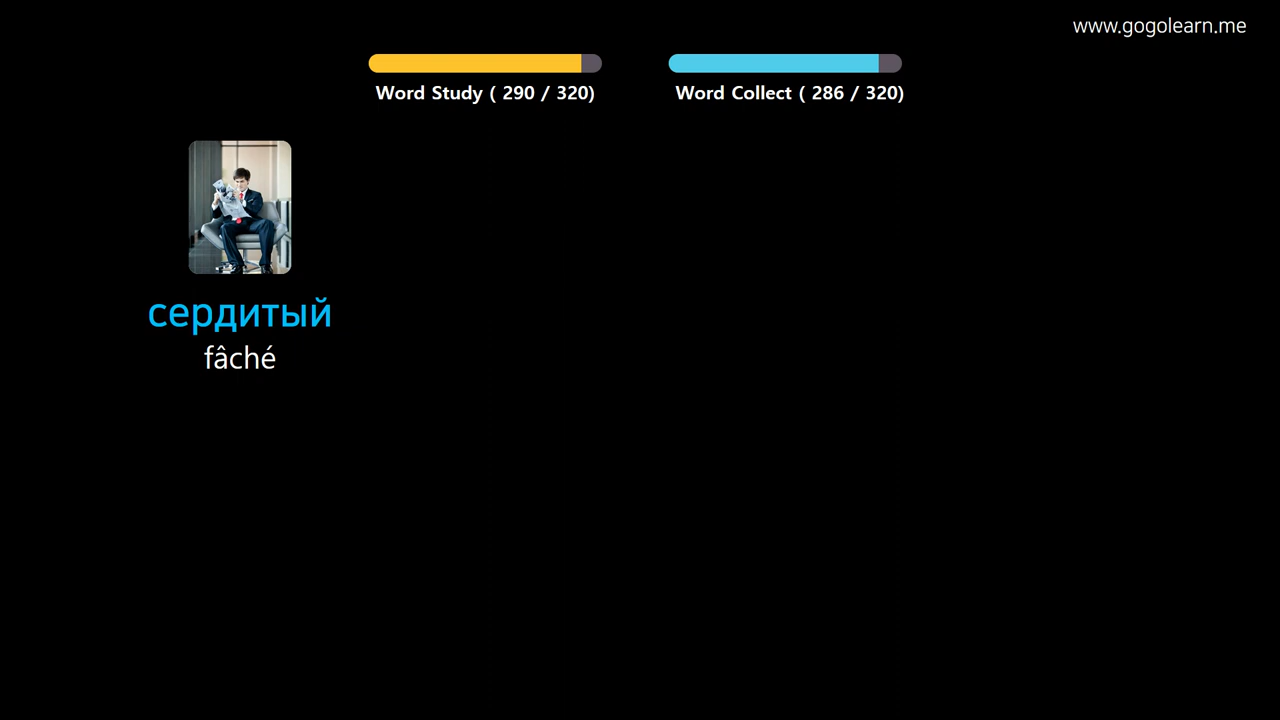 www.gogolearn.me
Word Study ( 290 / 320)
Word Collect ( 286 / 320)
сердитый
fâché